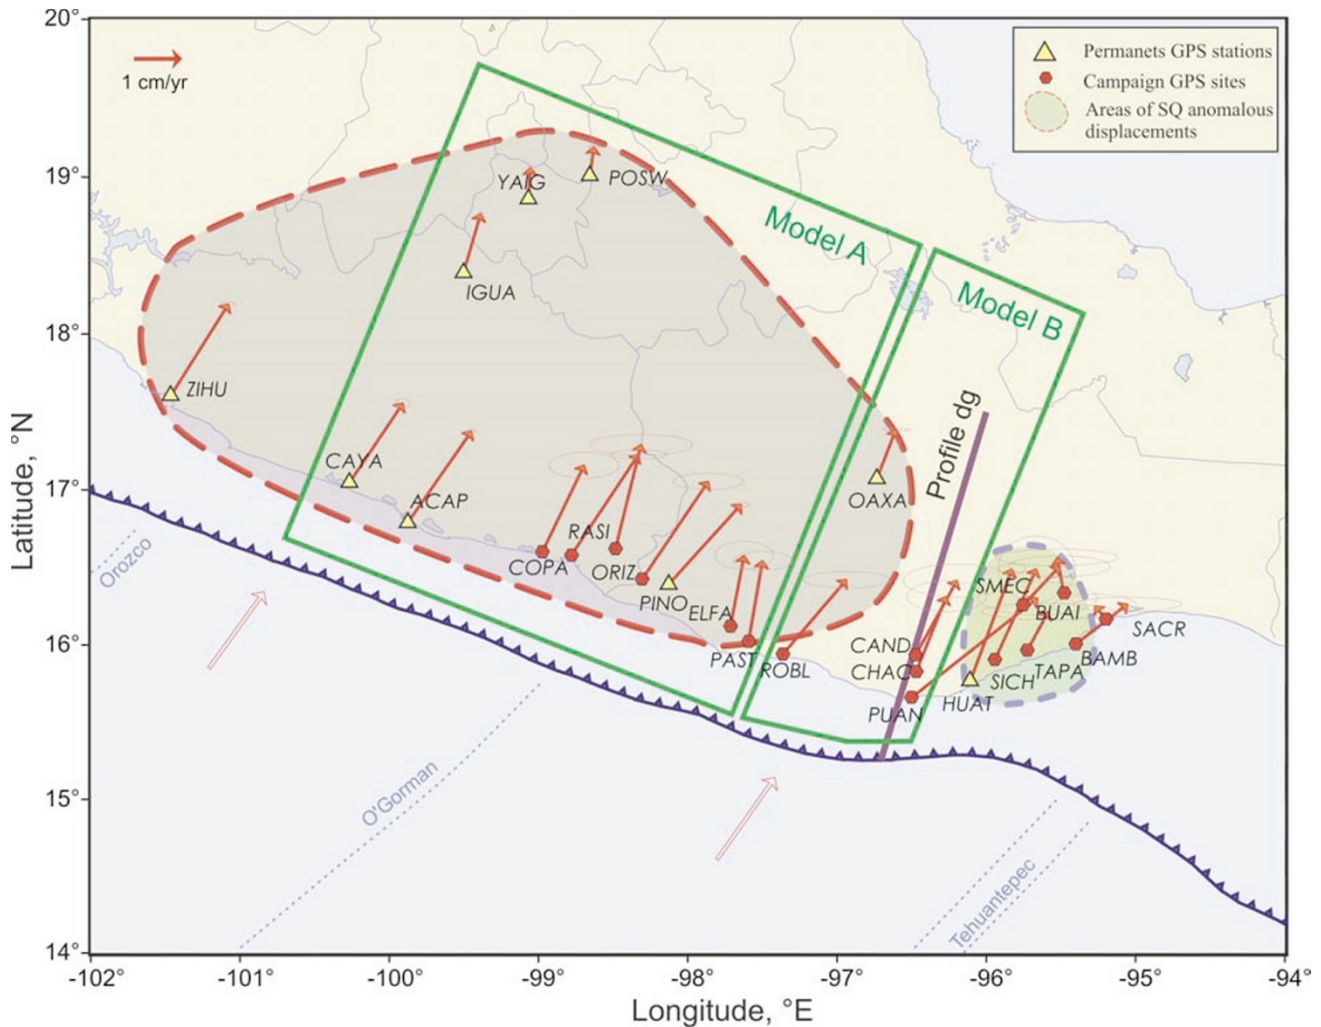 20°
19°
18°
17°
16°
15°
14°
Latitude, °N
1 cm/yr
Permanets GPS stations
Campaign GPS sites
Areas of SQ anomalous
displacements
Model A
Model B
Profile dg
YAIG
POSW
IGUA
ZIHU
CAYA
ACAP
OAXA
RASI
COPA
ORIZ
PINO
ELFA
PAST
ROBL
CAND
CHAC
PUAN
HUAT
SMEC
BUAI
SICH
TAPA
BAMB
SACR
Orozco
O'Gorman
Tehuantepec
-102
-101
-100
-99
-98
-97
-96
-95
-94°
Longitude, °E